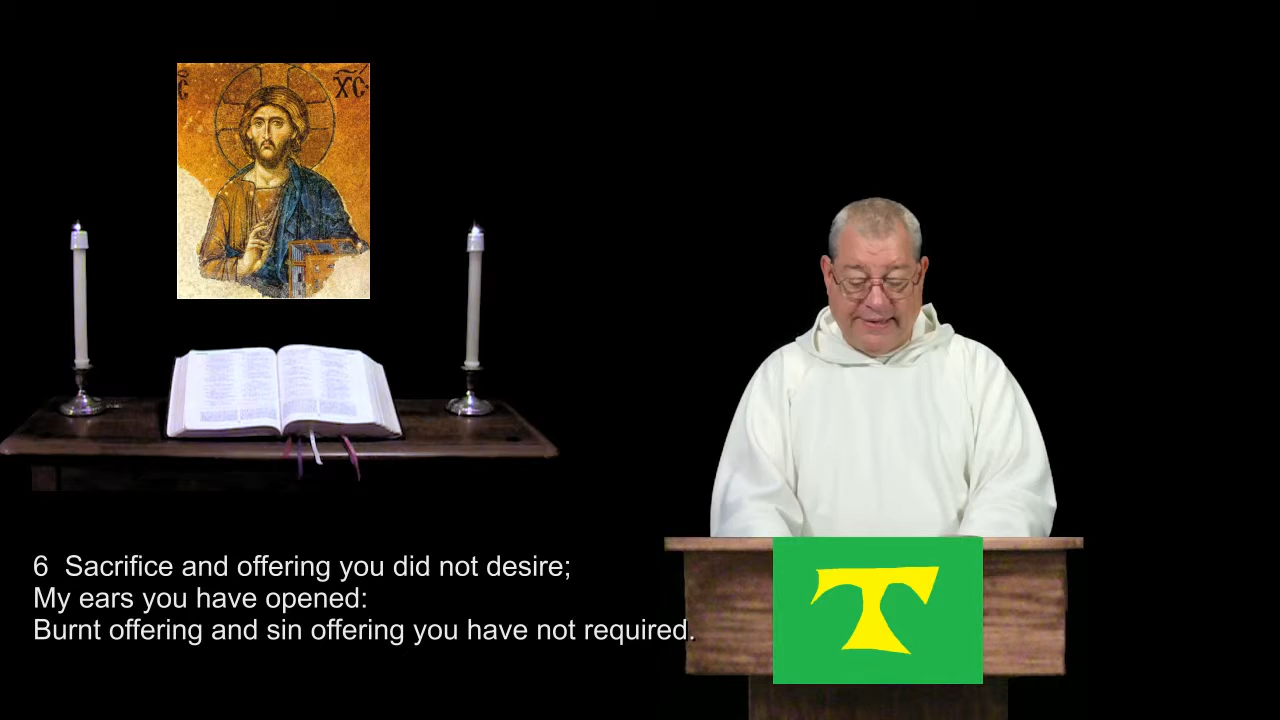 XC
6 Sacrifice and offering you did not desire;
My ears you have opened:
Burnt offering and sin offering you have not required.
T